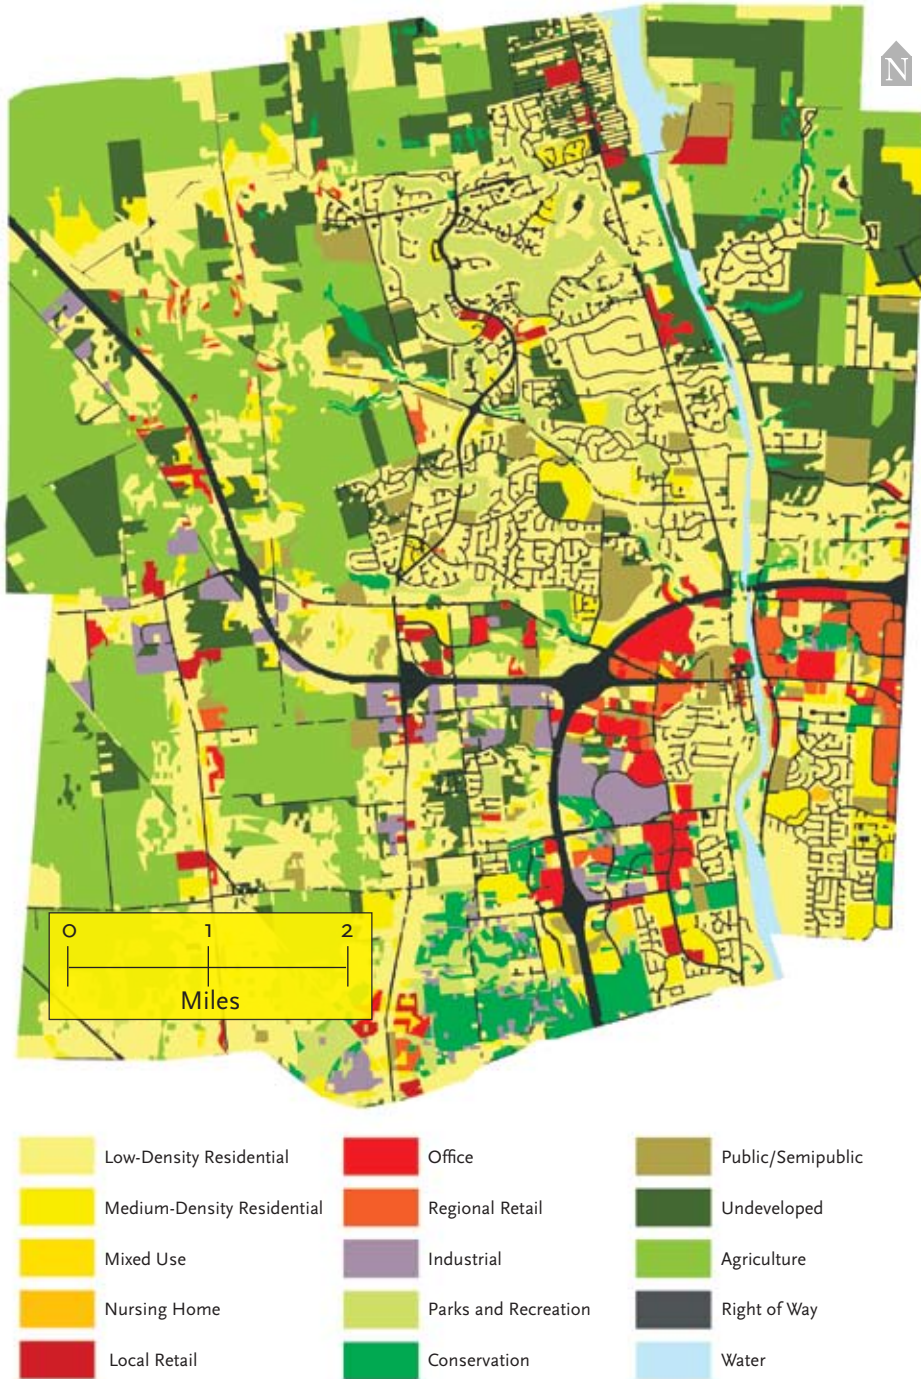 N
0 1 2
Miles
Low-Density Residential
Medium-Density Residential
Mixed Use
Nursing Home
Local Retail
Office
Regional Retail
Industrial
Parks and Recreation
Conservation
Public/Semipublic
Undeveloped
Agriculture
Right of Way
Water